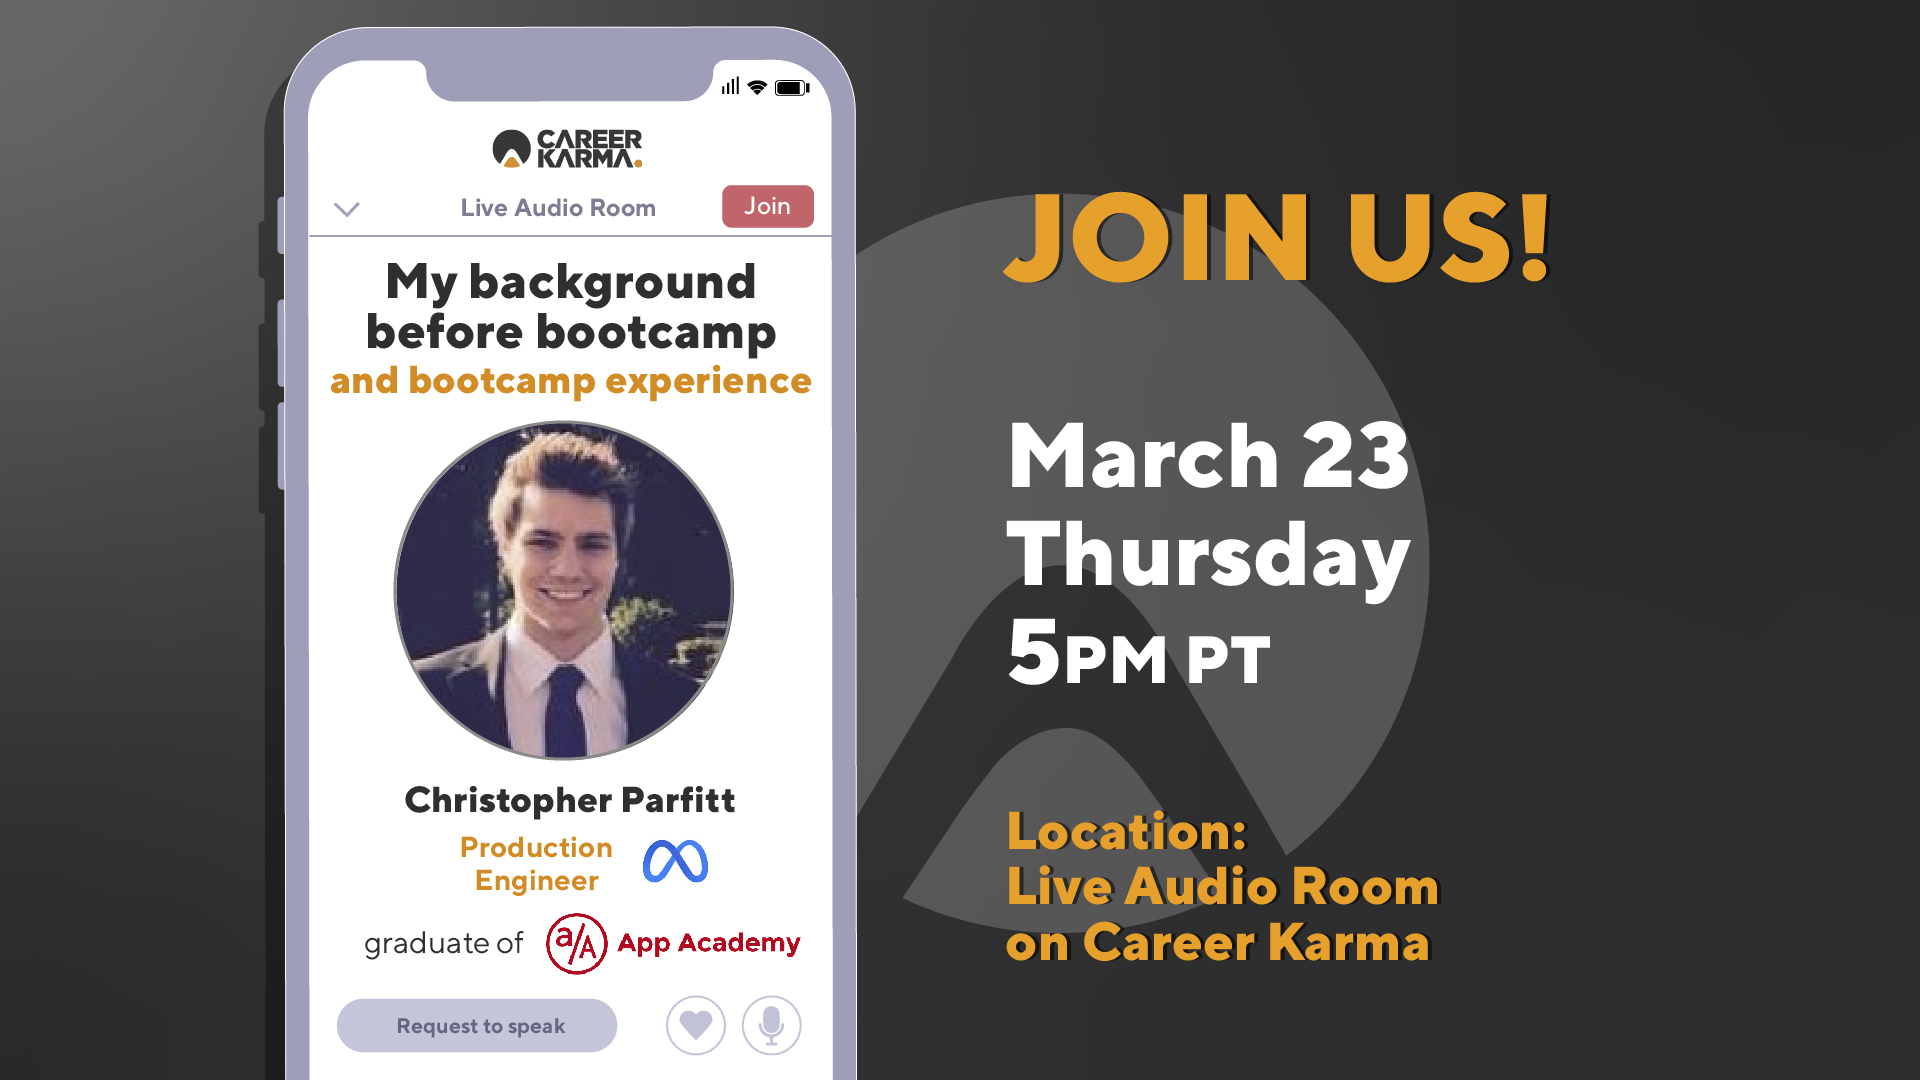 CAREER
KARMA.
Live Audio Room
Join
My background
before bootcamp
and bootcamp experience
Christopher Parfitt
Production
Engineer
graduate of
a/A App Academy
Request to speak
JOIN US!
March 23
Thursday
5PM PT
Location:
Live Audio Room
on Career Karma